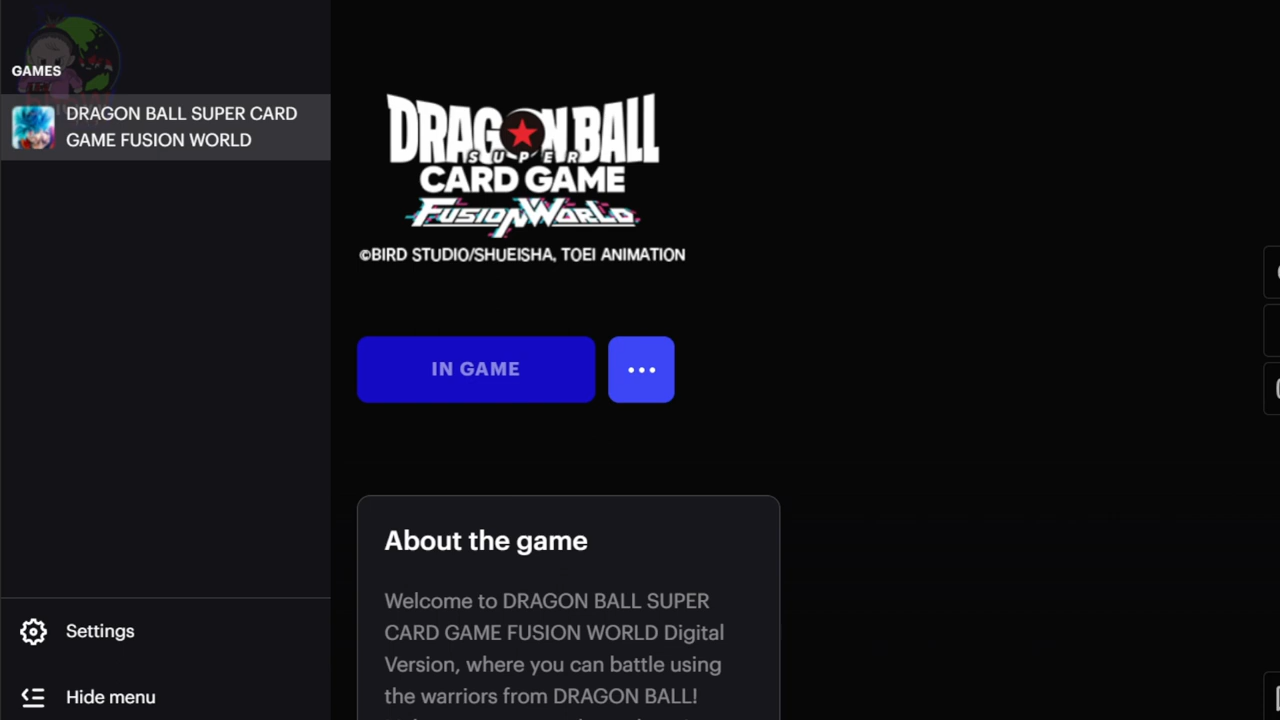 GAMES
DRAGON BALL SUPER CARD
GAME FUSION WORLD
DRAGON BALL
SUPER
CARD GAME
FUSION WORLD
©BIRD STUDIO/SHUEISHA, TOEI ANIMATION
IN GAME
About the game
Welcome to DRAGON BALL SUPER
CARD GAME FUSION WORLD Digital
Version, where you can battle using
the warriors from DRAGON BALL!
Settings
Hide menu